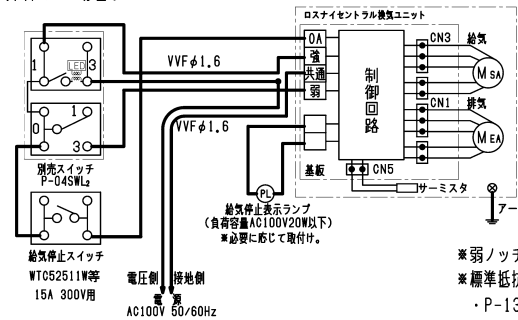 ロスナイセントラル換気ユニット
OA
強
共通
弱
制御回路
CN3
給気
M SA
CN1
排気
M EA
基板
CN5
サーミスタ
1 3
LED
VVFφ1.6
0 1
3
VVFφ1.6
別売スイッチ
P-04SWL₂
PL
給気停止表示ランプ
(負荷容量AC100V20W以下)
※必要に応じて取付け。
給気停止スイッチ
WTC52511W等
15A 300V用
電圧側 接地側
電源
AC100V 50/60Hz
アー
※弱ノッチ
※標準抵抗
・P-13